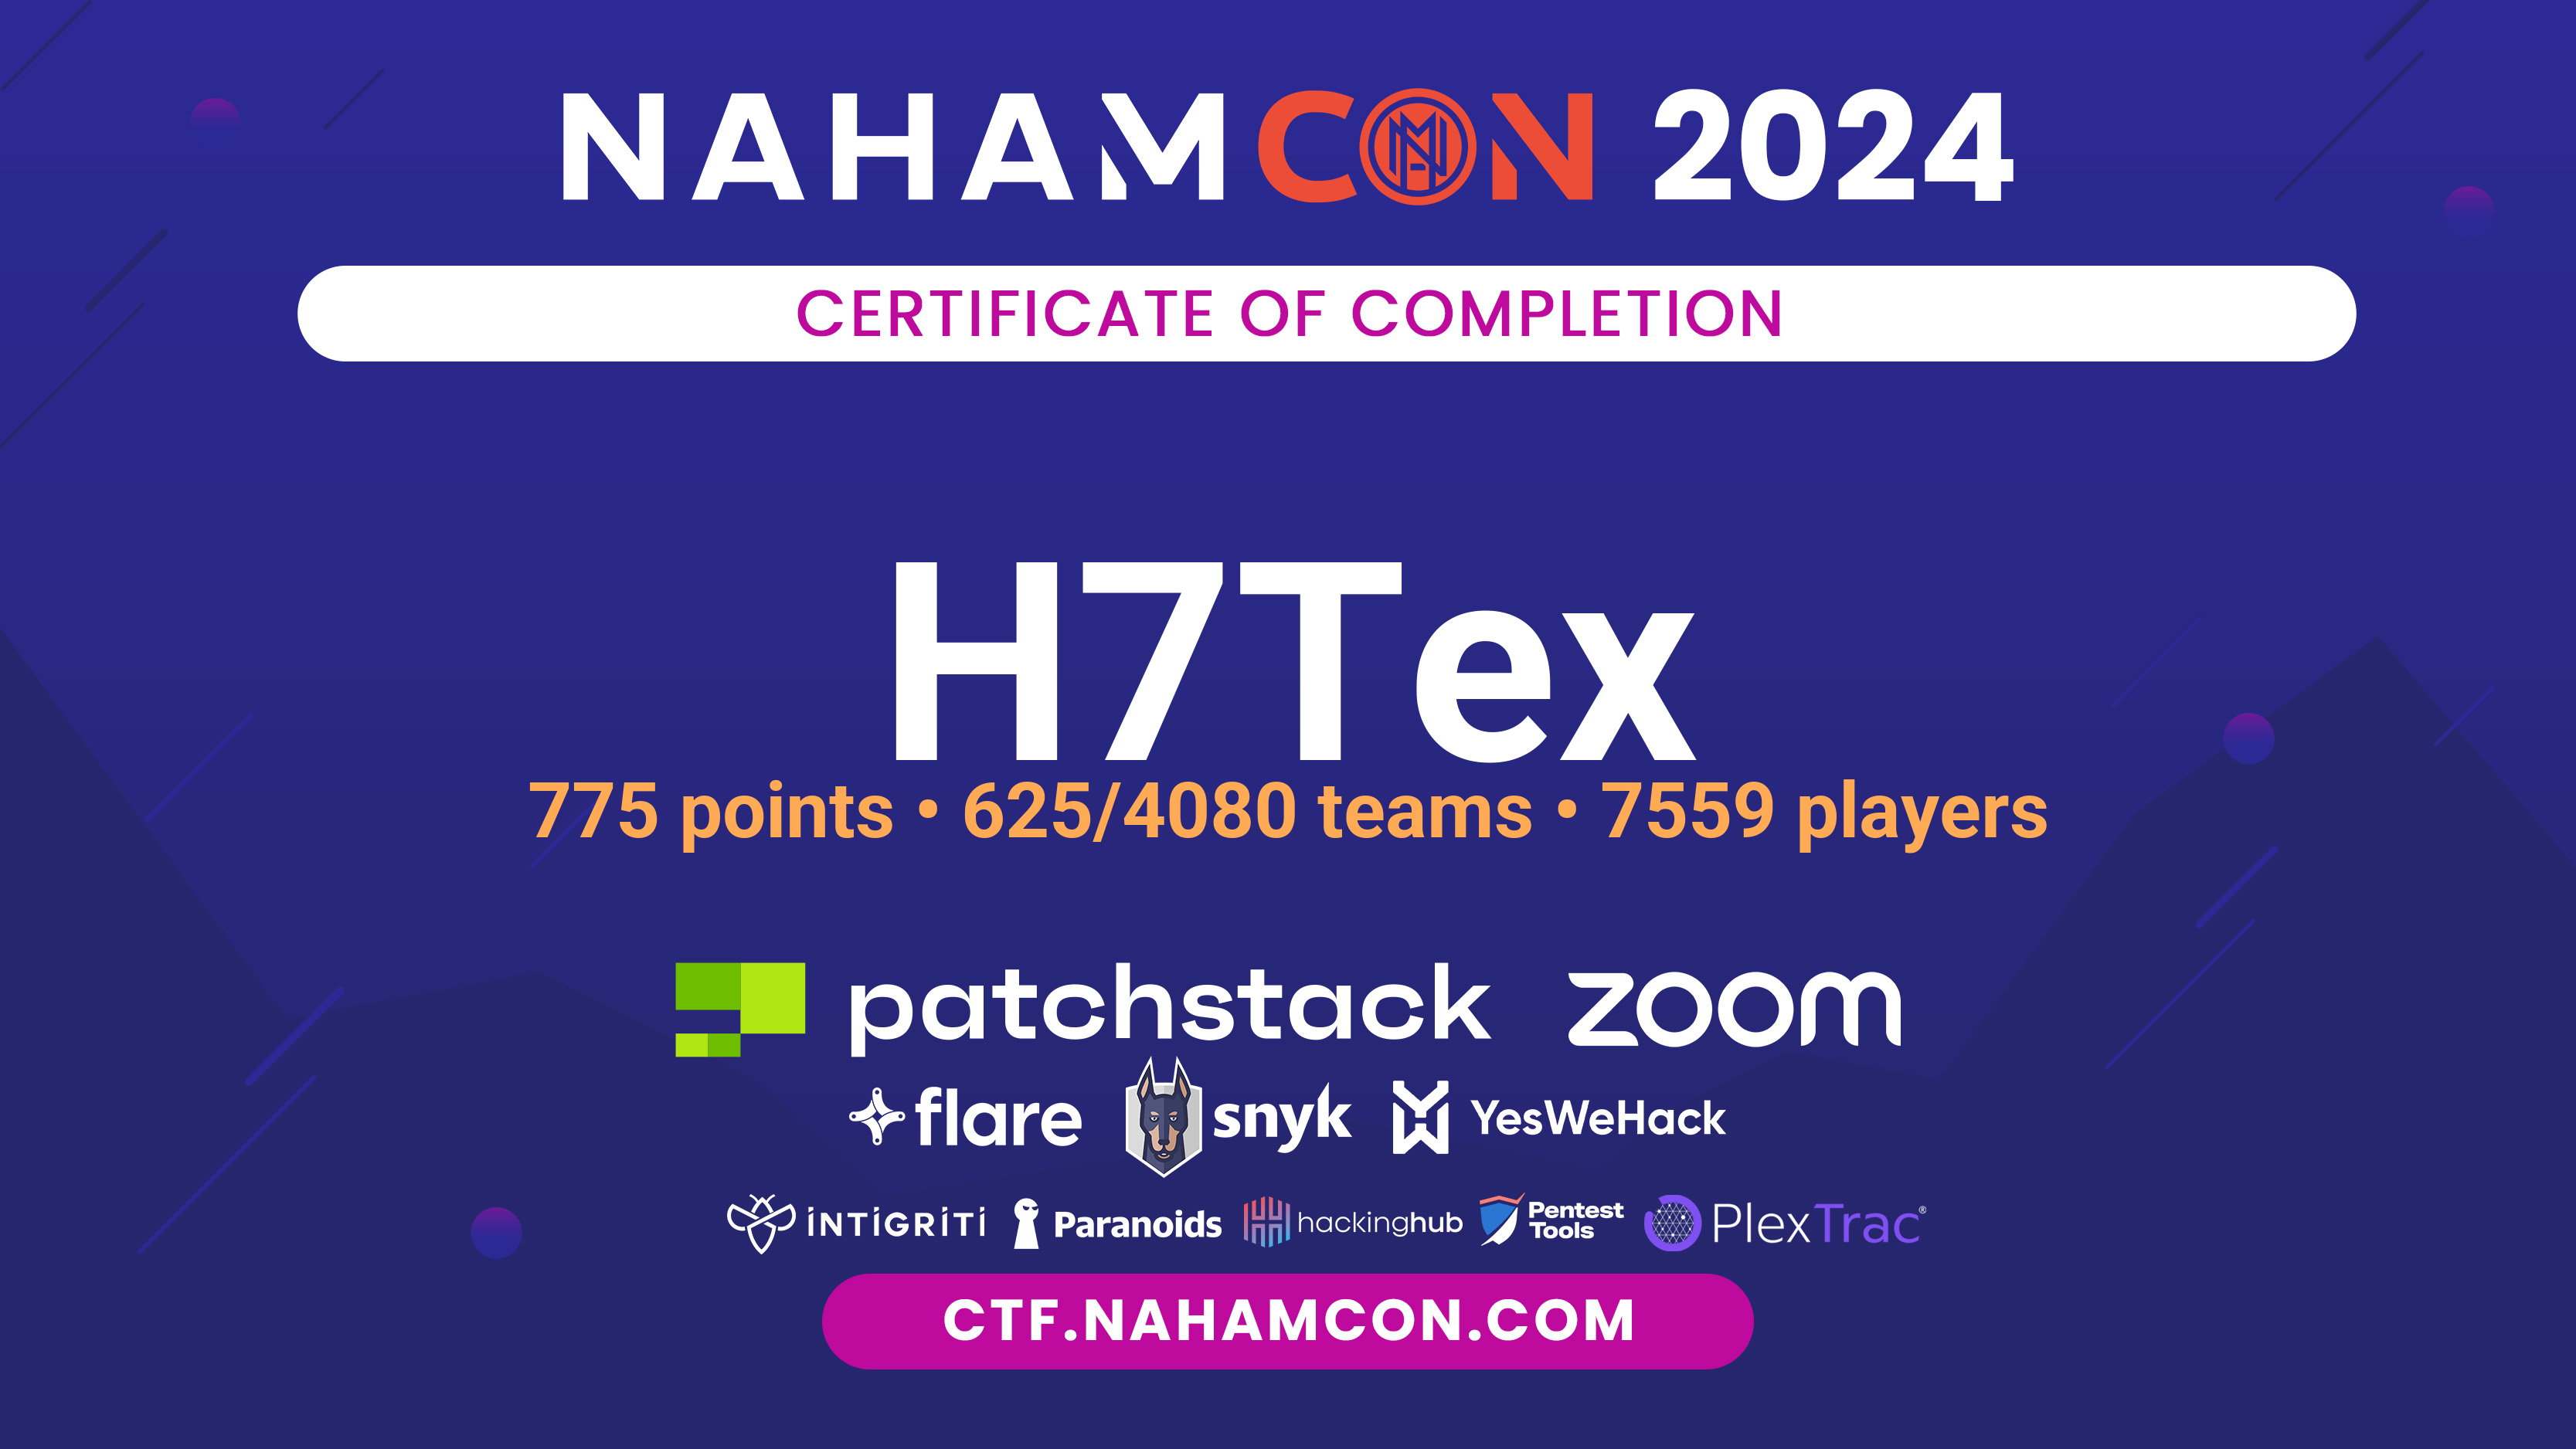 NAHAMCON 2024
CERTIFICATE OF COMPLETION
H7Tex
775 points • 625/4080 teams • 7559 players
patchstack zoom
flare snyk YesWeHack
INTIGRITI Paranoids hackinghub Pentest Tools PlexTrac®
CTF.NAHAMCON.COM